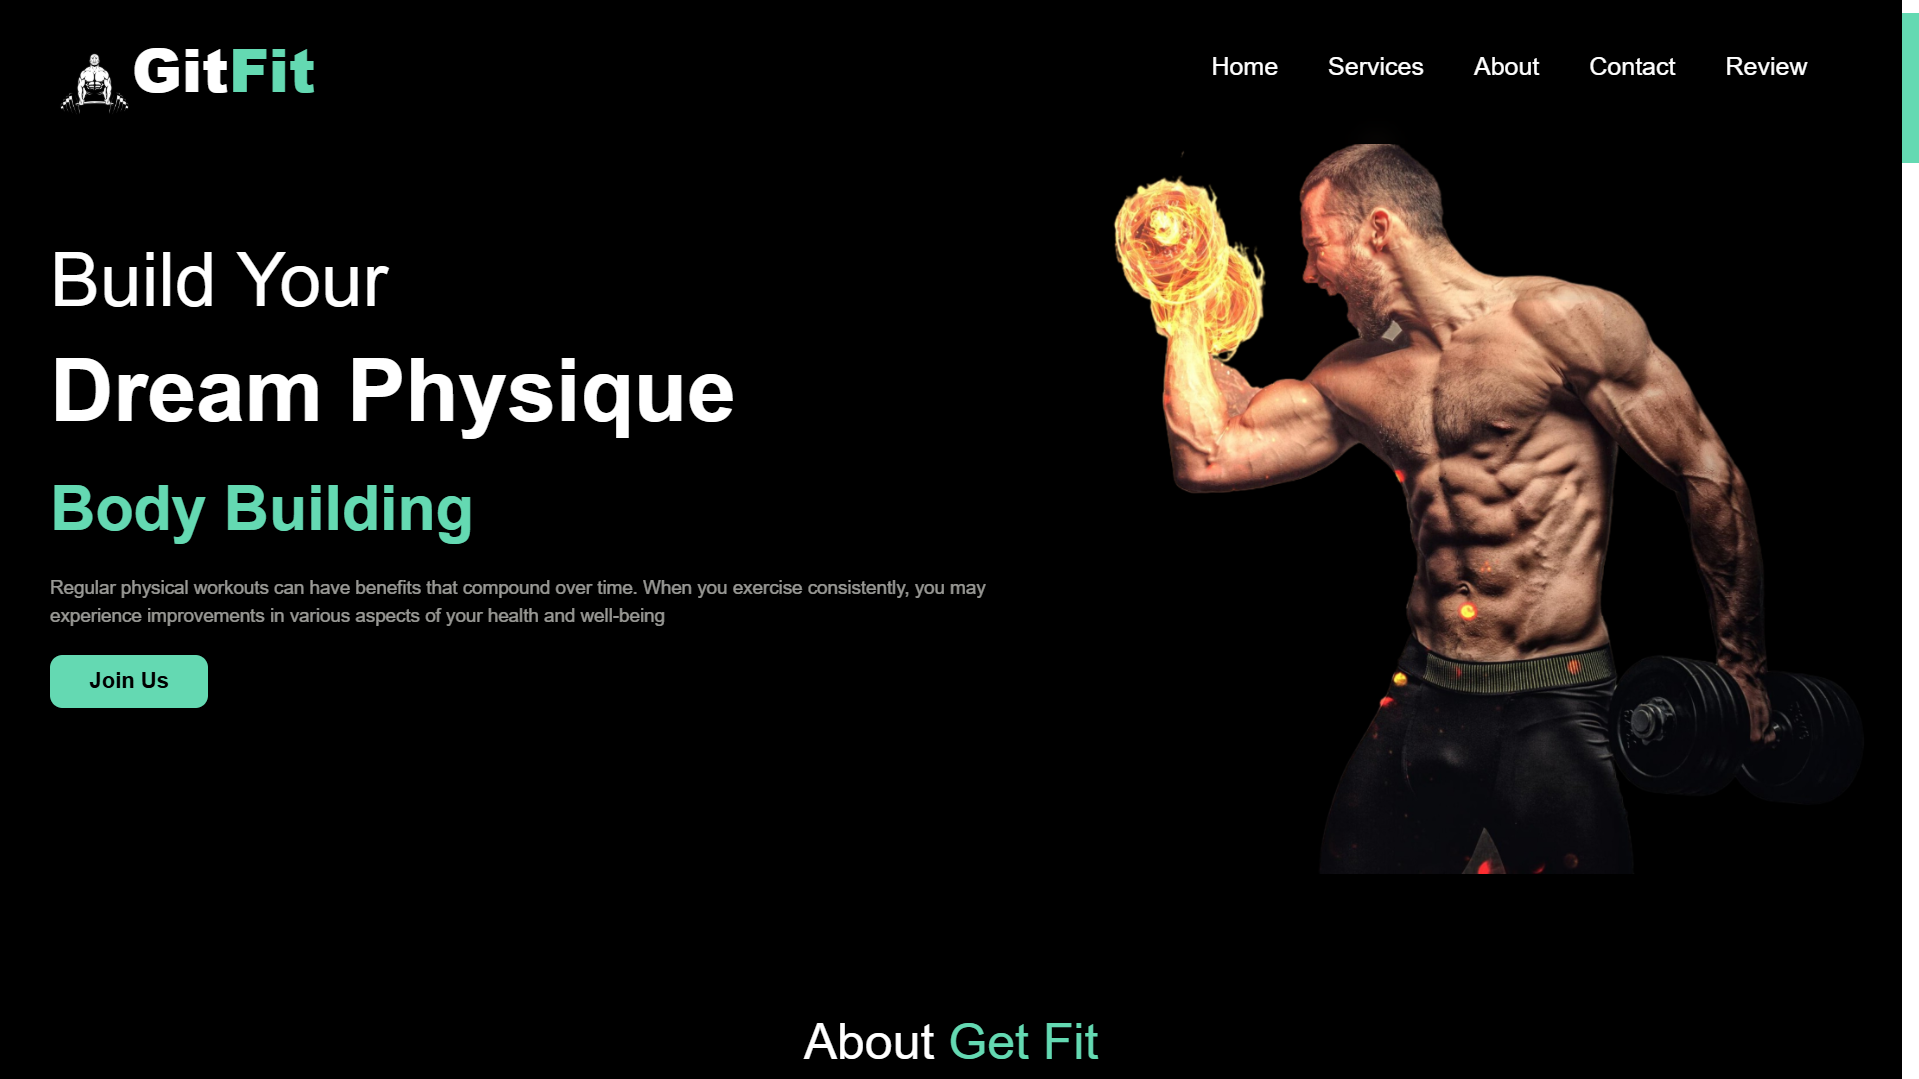 GitFit
Home
Services
About
Contact
Review
Build Your
Dream Physique
Body Building
Regular physical workouts can have benefits that compound over time. When you exercise consistently, you may
experience improvements in various aspects of your health and well-being
Join Us
About Get Fit